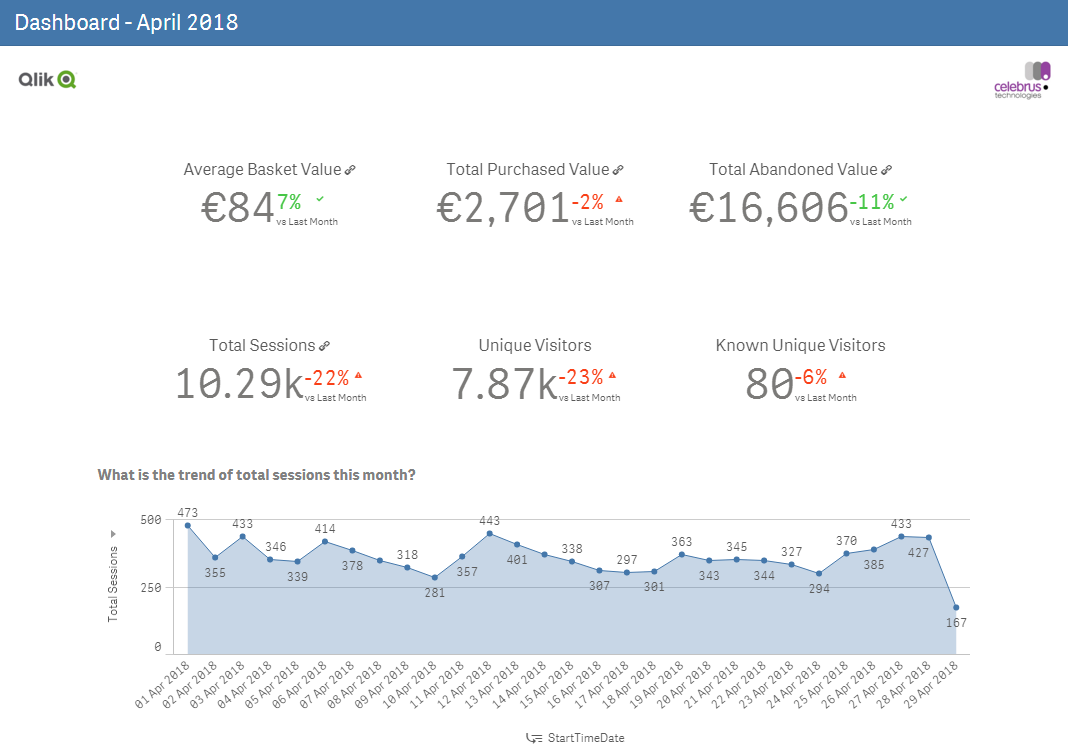 Dashboard - April 2018
Qlik
celebrus
technologies
Average Basket Value
€84 7%
vs Last Month
Total Purchased Value
€2,701 -2%
vs Last Month
Total Abandoned Value
€16,606 -11%
vs Last Month
Total Sessions
10.29k -22%
vs Last Month
Unique Visitors
7.87k -23%
vs Last Month
Known Unique Visitors
80 -6%
vs Last Month
What is the trend of total sessions this month?
Total Sessions
500
250
0
473
355
433
346
339
414
378
318
281
357
443
401
338
307
297
301
363
343
345
344
327
294
370
385
433
427
167
01 Apr 2018
02 Apr 2018
03 Apr 2018
04 Apr 2018
05 Apr 2018
06 Apr 2018
07 Apr 2018
08 Apr 2018
09 Apr 2018
10 Apr 2018
11 Apr 2018
12 Apr 2018
13 Apr 2018
14 Apr 2018
15 Apr 2018
16 Apr 2018
17 Apr 2018
18 Apr 2018
19 Apr 2018
20 Apr 2018
21 Apr 2018
22 Apr 2018
23 Apr 2018
24 Apr 2018
25 Apr 2018
26 Apr 2018
27 Apr 2018
28 Apr 2018
29 Apr 2018
StartTimeDate